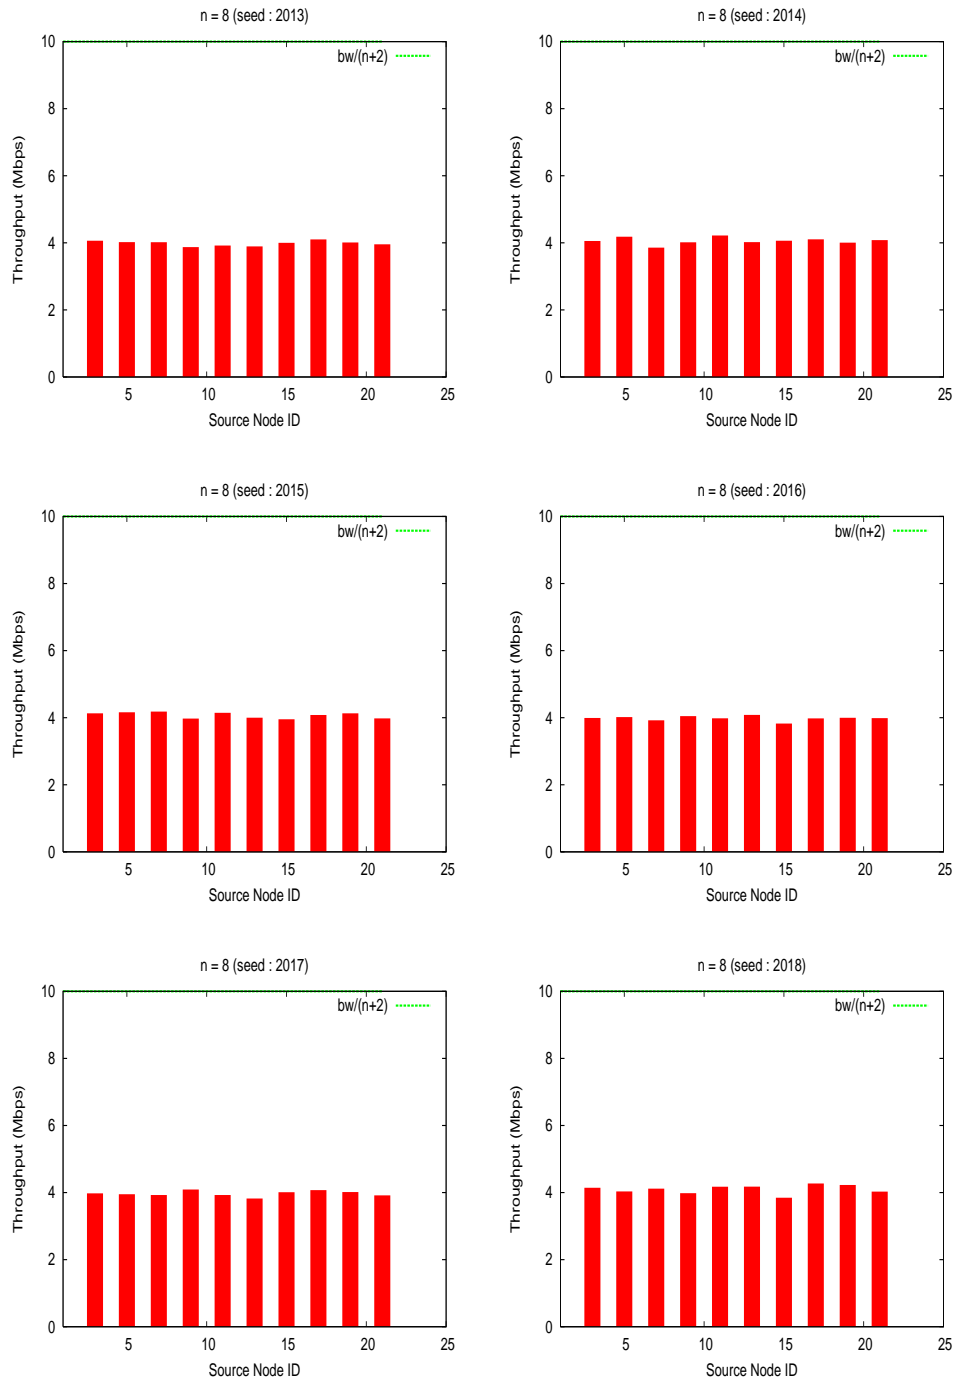 n = 8 (seed : 2013)
10
8
6
4
2
0
bw/(n+2)
Throughput (Mbps)
5
10
15
20
25
Source Node ID
n = 8 (seed : 2014)
10
8
6
4
2
0
bw/(n+2)
Throughput (Mbps)
5
10
15
20
25
Source Node ID
n = 8 (seed : 2015)
10
8
6
4
2
0
bw/(n+2)
Throughput (Mbps)
5
10
15
20
25
Source Node ID
n = 8 (seed : 2016)
10
8
6
4
2
0
bw/(n+2)
Throughput (Mbps)
5
10
15
20
25
Source Node ID
n = 8 (seed : 2017)
10
8
6
4
2
0
bw/(n+2)
Throughput (Mbps)
5
10
15
20
25
Source Node ID
n = 8 (seed : 2018)
10
8
6
4
2
0
bw/(n+2)
Throughput (Mbps)
5
10
15
20
25
Source Node ID